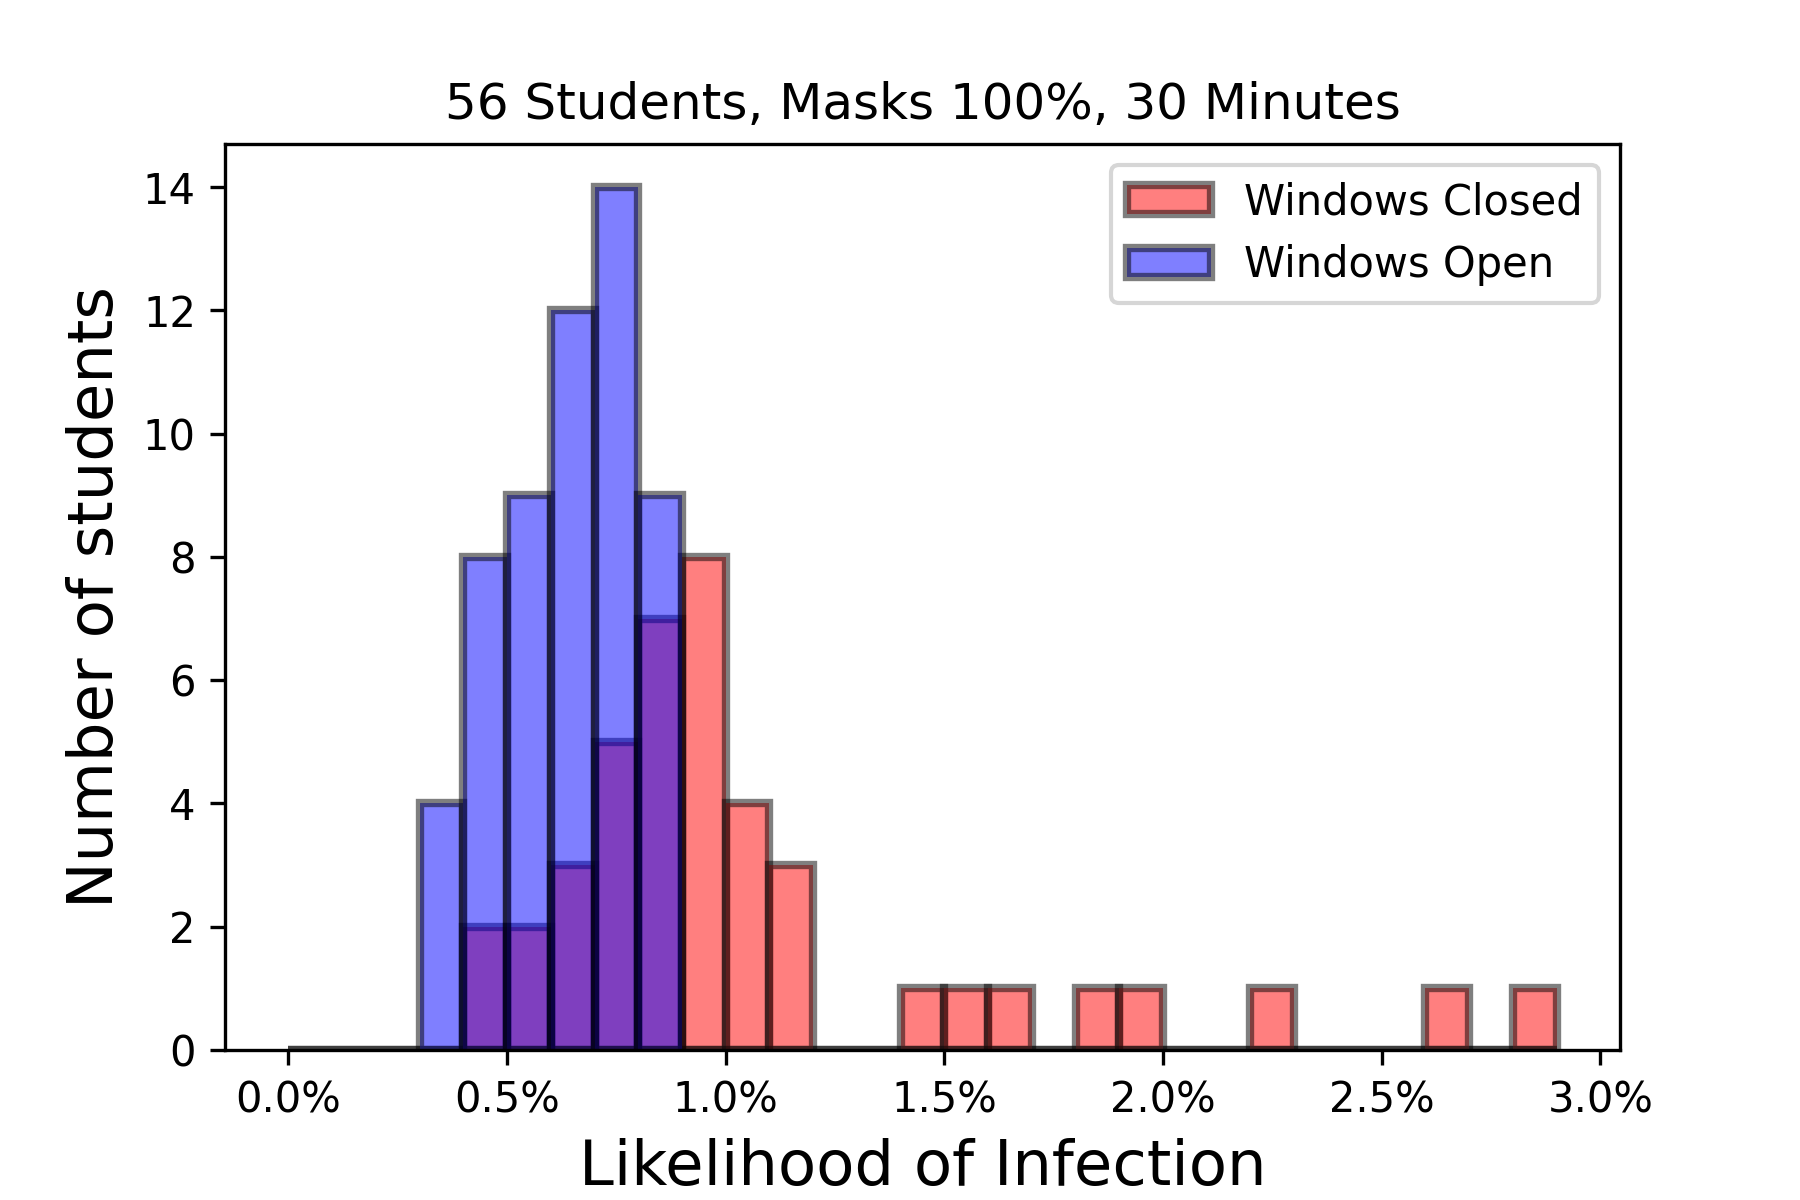 56 Students, Masks 100%, 30 Minutes
Windows Closed
Windows Open
Number of students
14
12
10
8
6
4
2
0
0.0% 0.5% 1.0% 1.5% 2.0% 2.5% 3.0%
Likelihood of Infection